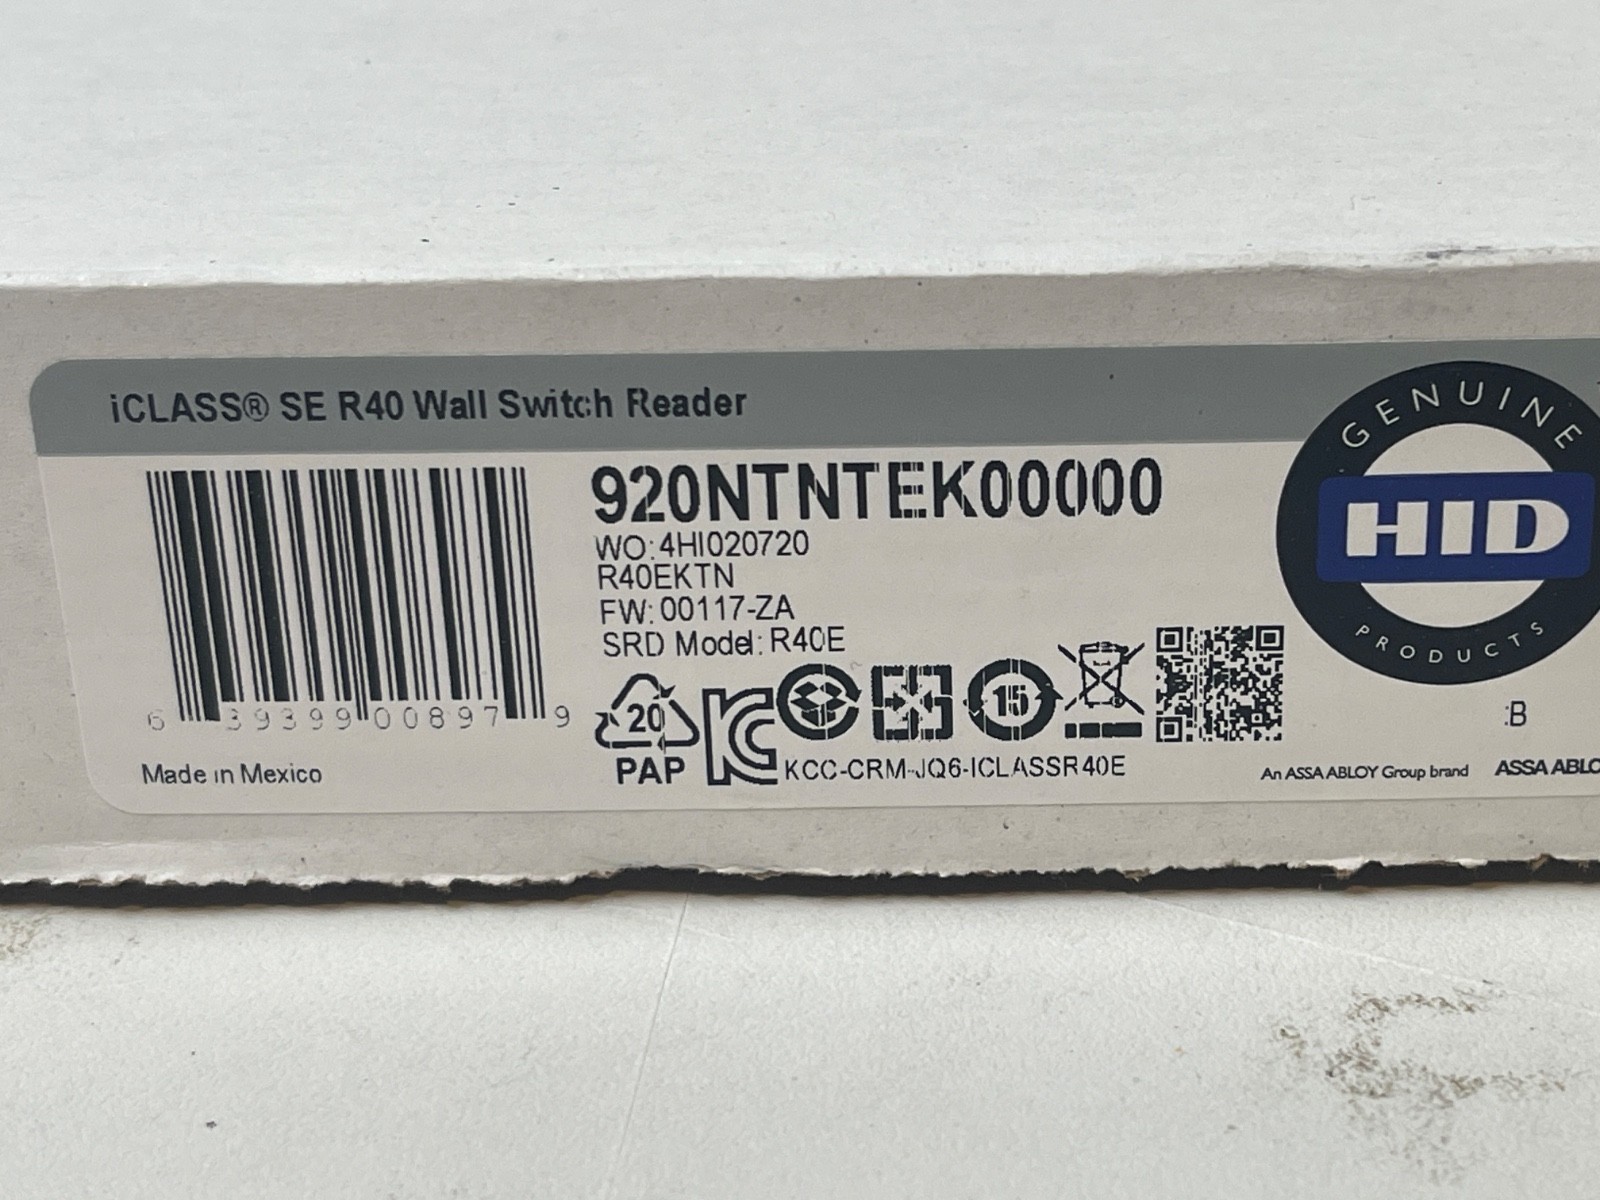 iCLASS® SE R40 Wall Switch Reader
920NTNTEK00000
WO: 4HI020720
R40EKTN
FW: 00117-ZA
SRD Model: R40E
6 39399 00897 9
Made in Mexico
20
PAP
KC
15
KCC-CRM-JQ6-ICLASSR40E
GENUINE
HID
PRODUCTS
:B
An ASSA ABLOY Group brand
ASSA